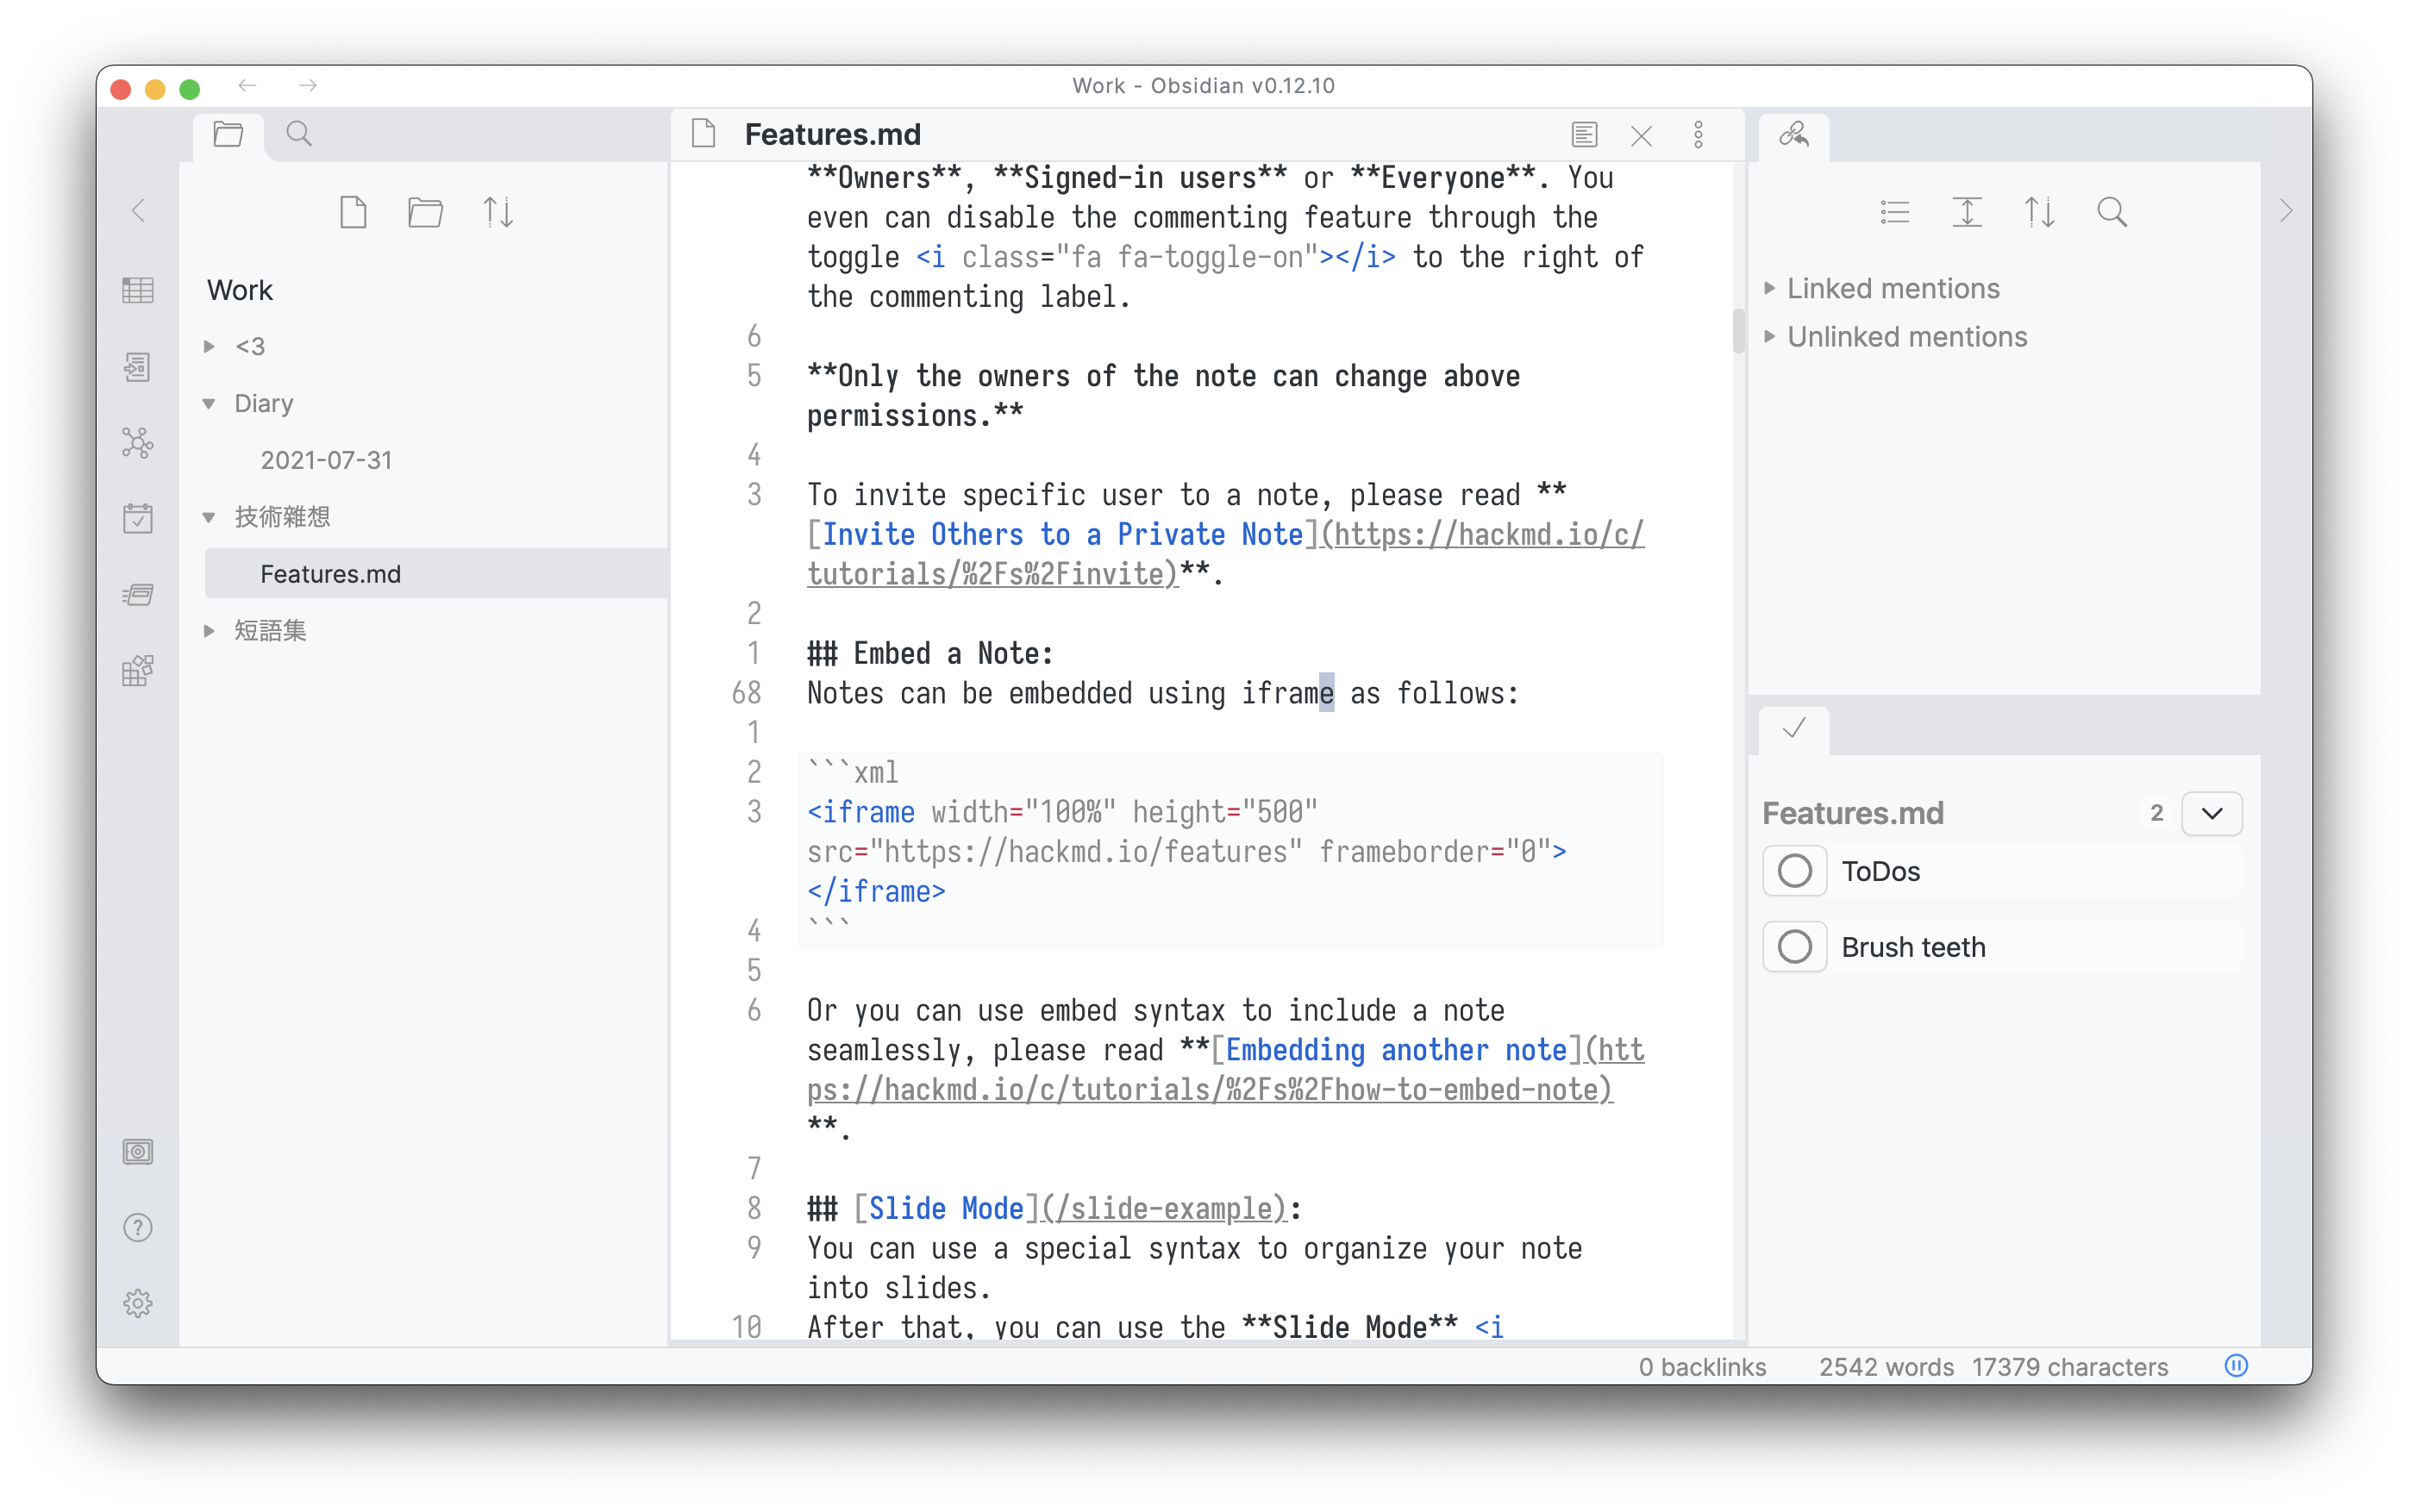 Work - Obsidian v0.12.10
Features.md
Work
<3
Diary
2021-07-31
技術雜想
Features.md
短語集
**Owners**, **Signed-in users** or **Everyone**. You
even can disable the commenting feature through the
toggle <i class="fa fa-toggle-on"></i> to the right of
the commenting label.
6
5 **Only the owners of the note can change above
permissions.**
4
3 To invite specific user to a note, please read **
[Invite Others to a Private Note](https://hackmd.io/c/
tutorials/%2Fs%2Finvite)**.
2
1 ## Embed a Note:
68 Notes can be embedded using iframe as follows:
1
2 ```xml
3 <iframe width="100%" height="500"
src="https://hackmd.io/features" frameborder="0">
</iframe>
4 ```
5
6 Or you can use embed syntax to include a note
seamlessly, please read **[Embedding another note](htt
ps://hackmd.io/c/tutorials/%2Fs%2Fhow-to-embed-note)
**.
7
8 ## [Slide Mode](/slide-example):
9 You can use a special syntax to organize your note
into slides.
10 After that, you can use the **Slide Mode** <i
Linked mentions
Unlinked mentions
Features.md 2
ToDos
Brush teeth
0 backlinks 2542 words 17379 characters